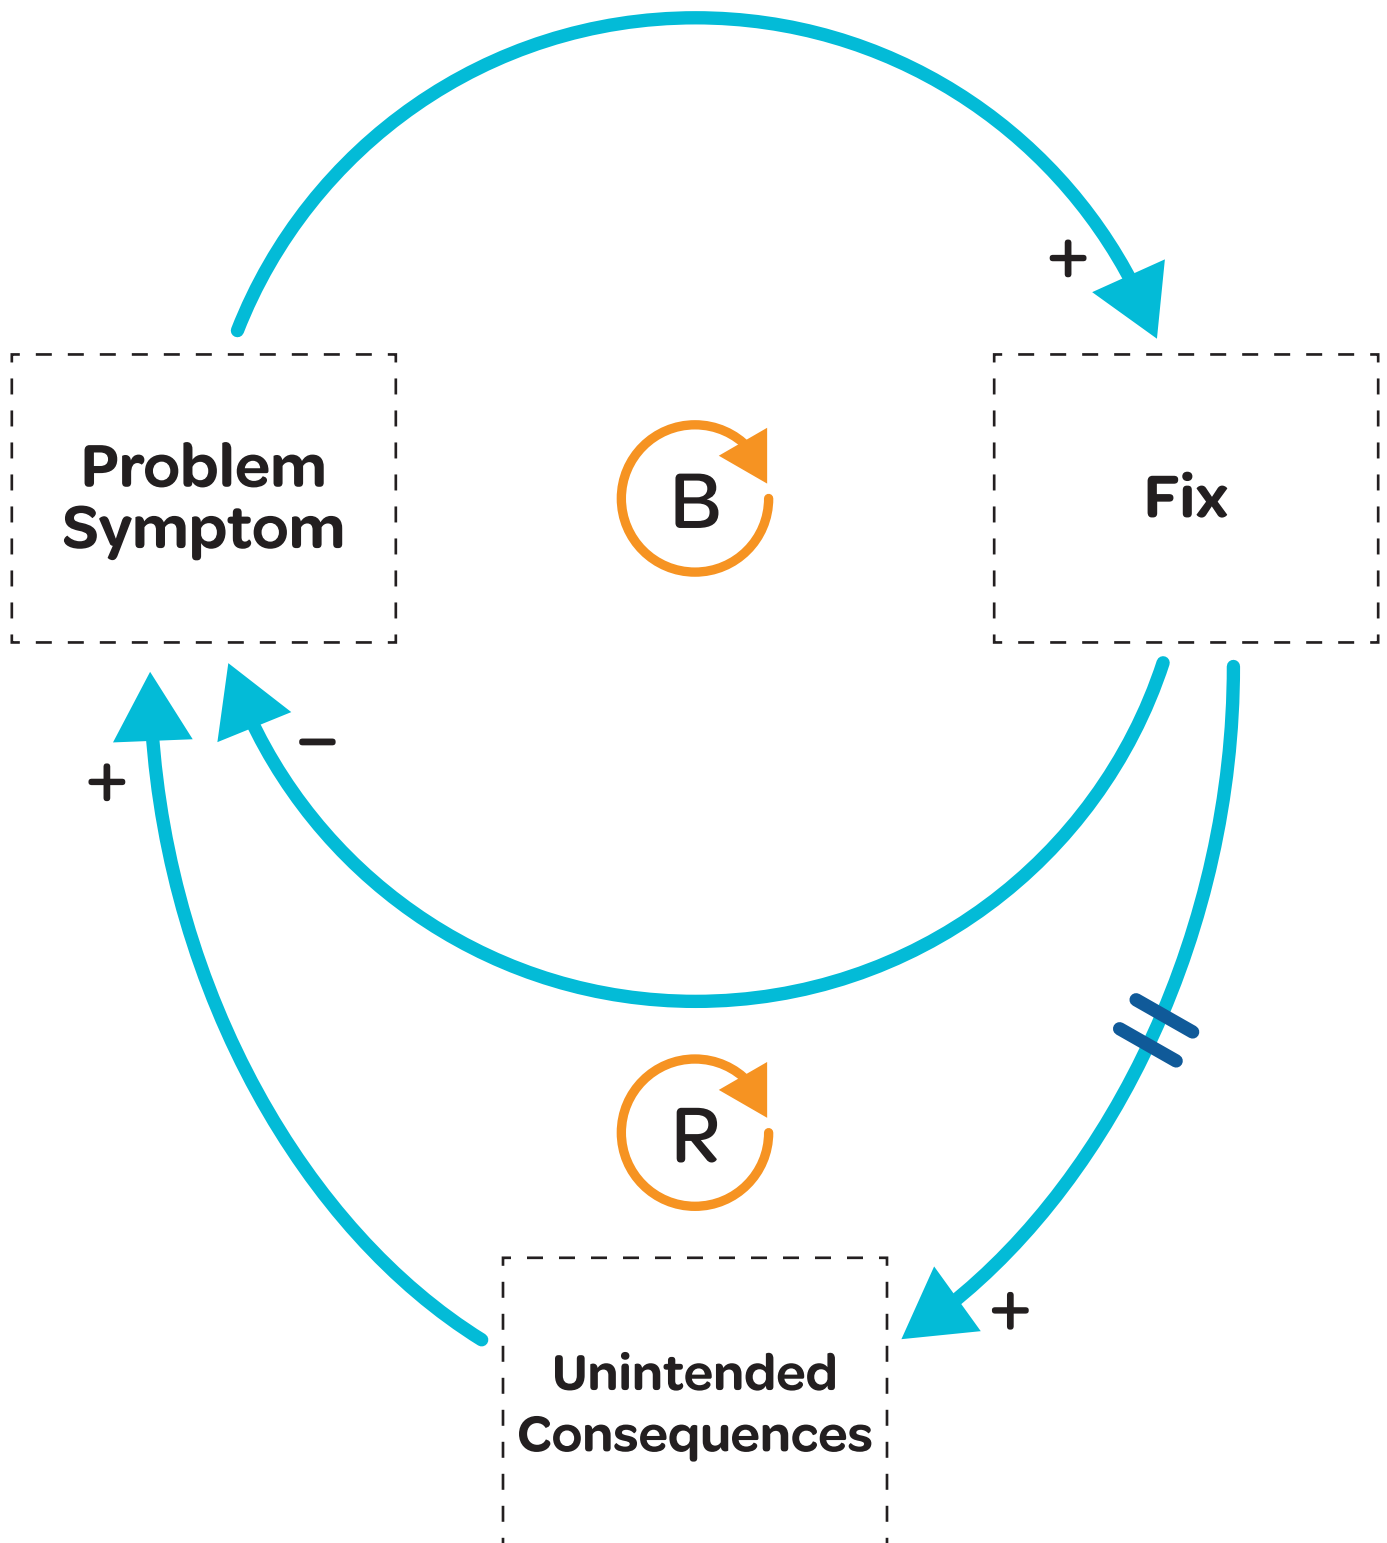 +
Problem
Symptom
B
Fix
−
+
R
+
Unintended
Consequences